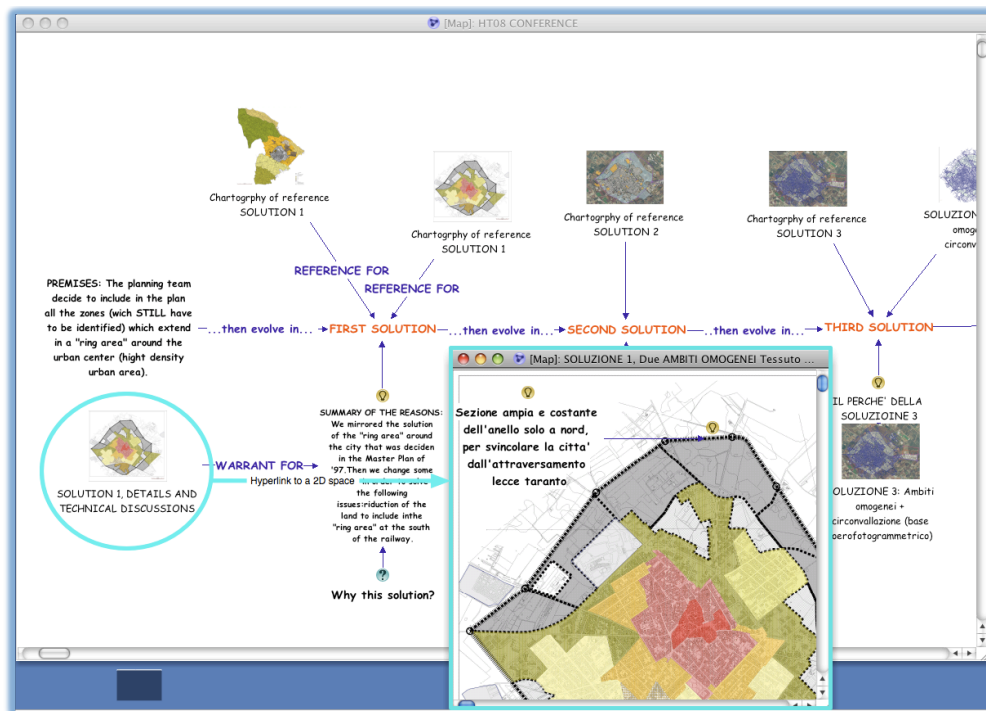 [Map]: HT08 CONFERENCE
Chartogrphy of reference
SOLUTION 1
Chartogrphy of reference
SOLUTION 1
Chartogrphy of reference
SOLUTION 2
Chartogrphy of reference
SOLUTION 3
SOLUZION
omoge
circonva
REFERENCE FOR
REFERENCE FOR
PREMISES: The planning team
decide to include in the plan
all the zones (wich STILL have
to be identified) which extend
in a "ring area" around the
urban center (hight density
urban area).
...then evolve in...
FIRST SOLUTION
...then evolve in...
SECOND SOLUTION
..then evolve in...
THIRD SOLUTION
SUMMARY OF THE REASONS:
We mirrored the solution
of the "ring area" around
the city that was deciden
in the Master Plan of
'97.Then we change some
in order to solve
the following
issues:riduction of the
land to include inthe
"ring area" at the south
of the railway.
WARRANT FOR
Hyperlink to a 2D space
SOLUTION 1, DETAILS AND
TECHNICAL DISCUSSIONS
Why this solution?
[Map]: SOLUZIONE 1, Due AMBITI OMOGENEI Tessuto ...
Sezione ampia e costante
dell'anello solo a nord,
per svincolare la citta'
dall'attraversamento
lecce taranto
IL PERCHE' DELLA
SOLUZIOINE 3
OLUZIONE 3: Ambiti
omogenei +
circonvallazione (base
aerofotogrammetrico)